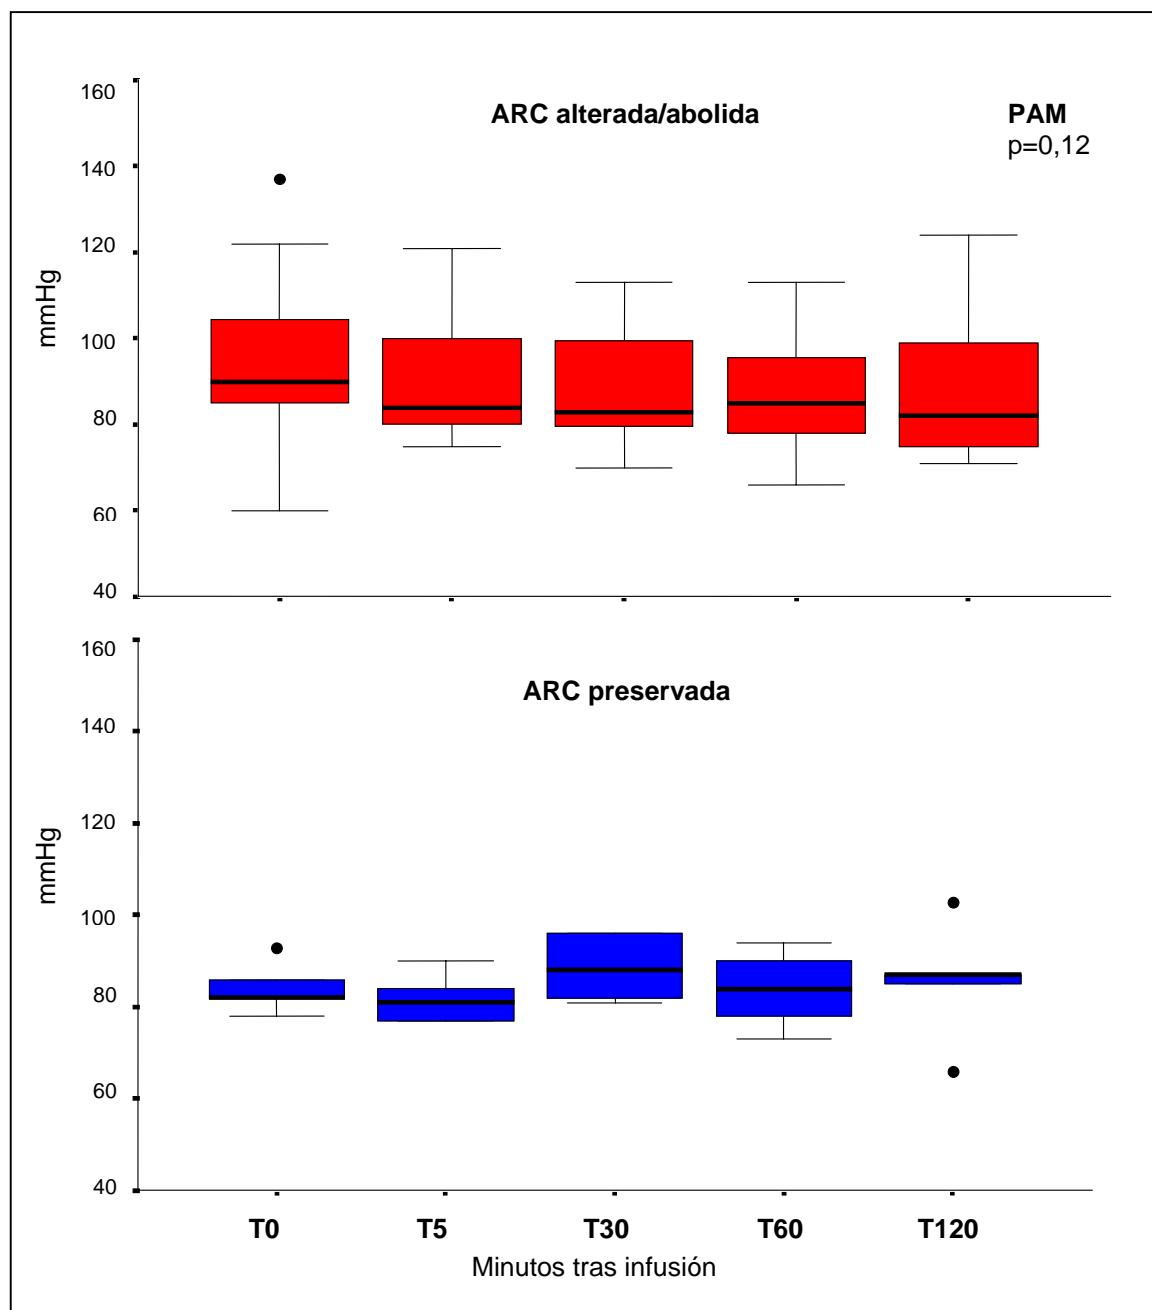 160
ARC alterada/abolida
PAM
p=0,12
140
120
mmHg
100
80
60
40
160
ARC preservada
140
120
mmHg
100
80
60
40
T0 T5 T30 T60 T120
Minutos tras infusión